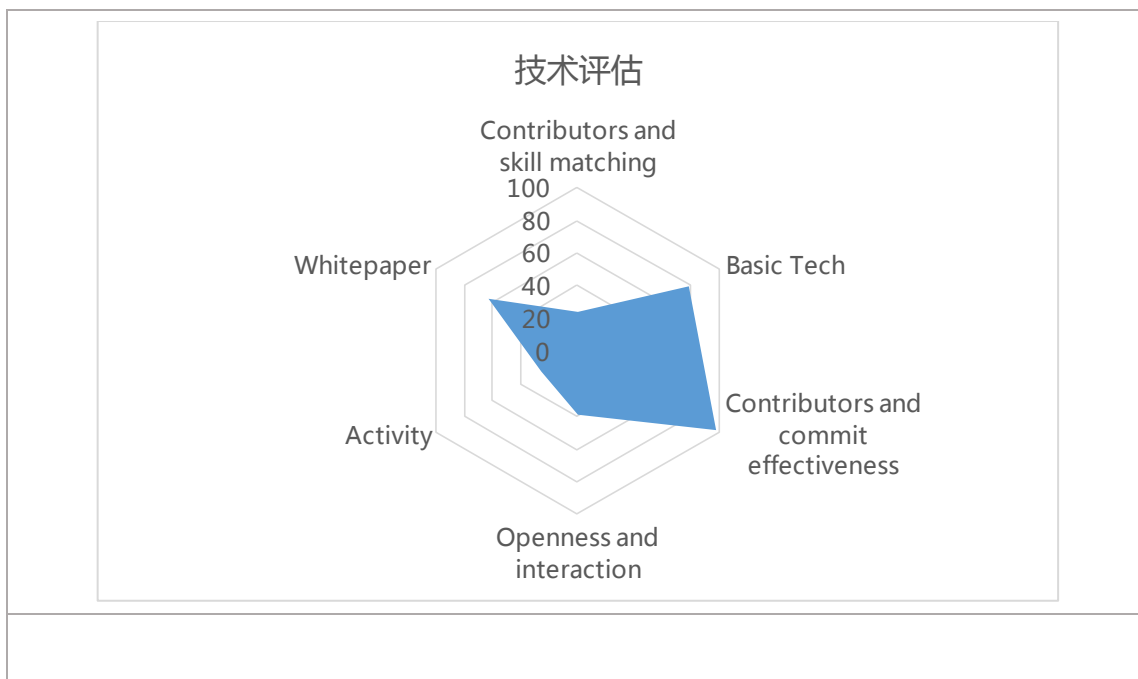 技术评估
Contributors and
skill matching
100
80
60
40
20
0
Whitepaper
Basic Tech
Activity
Contributors and
commit
effectiveness
Openness and
interaction